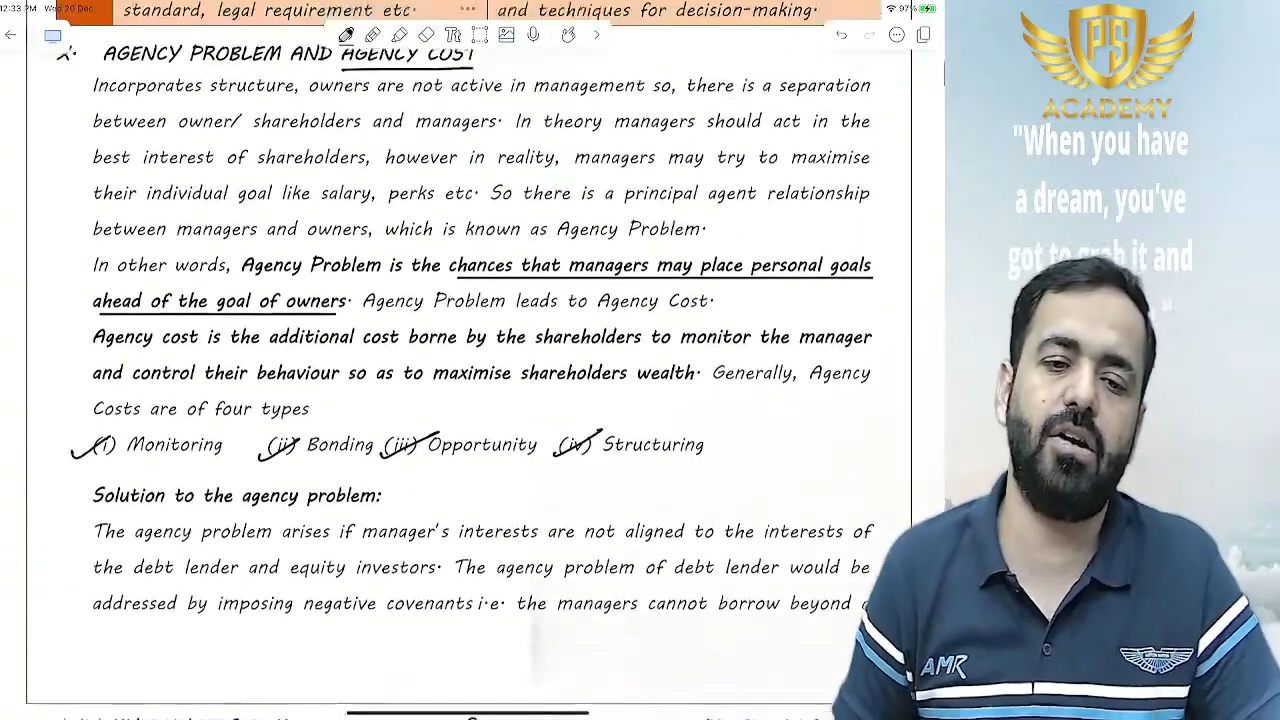 12:33 PM Wed 20 Dec
97%
standard, legal requirement etc.
and techniques for decision-making.
AGENCY PROBLEM AND AGENCY COST
Incorporates structure, owners are not active in management so, there is a separation
between owner/ shareholders and managers. In theory managers should act in the
best interest of shareholders, however in reality, managers may try to maximise
their individual goal like salary, perks etc. So there is a principal agent relationship
between managers and owners, which is known as Agency Problem.
In other words, Agency Problem is the chances that managers may place personal goals
ahead of the goal of owners. Agency Problem leads to Agency Cost.
Agency cost is the additional cost borne by the shareholders to monitor the manager
and control their behaviour so as to maximise shareholders wealth. Generally, Agency
Costs are of four types
(i) Monitoring (ii) Bonding (iii) Opportunity (iv) Structuring
Solution to the agency problem:
The agency problem arises if manager's interests are not aligned to the interests of
the debt lender and equity investors. The agency problem of debt lender would be
addressed by imposing negative covenants i.e. the managers cannot borrow beyond
PS
ACADEMY
"When you have
a dream, you've
got to grab it and
"
AMR
ASTON MARTIN